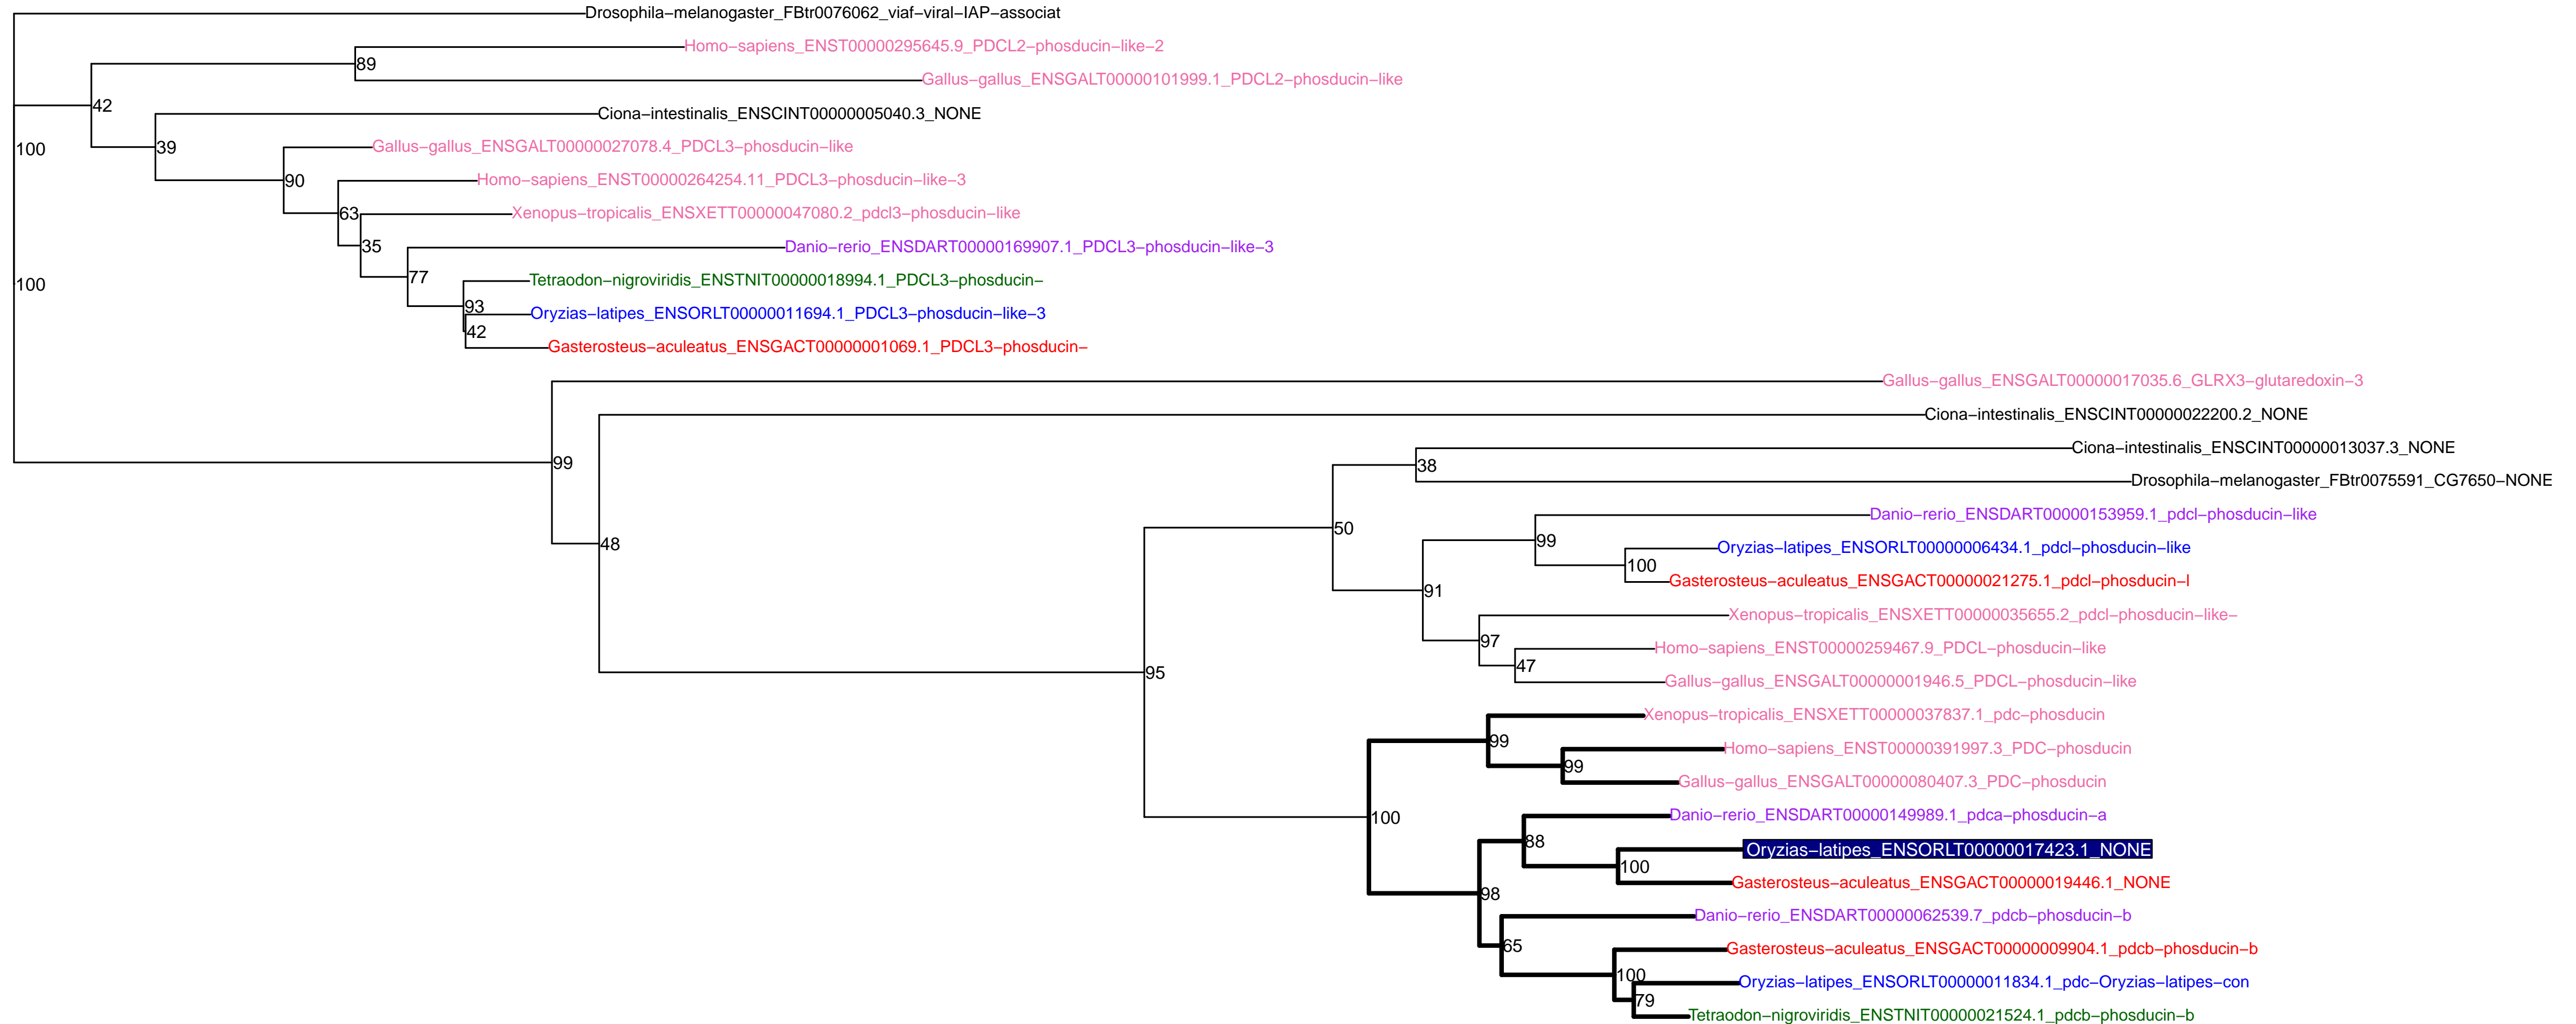 Drosophila−melanogaster_FBtr0076062_viaf−viral−IAP−associat
Homo−sapiens_ENST00000295645.9_PDCL2−phosducin−like−2
89
Gallus−gallus_ENSGALT00000101999.1_PDCL2−phosducin−like
42
Ciona−intestinalis_ENSCINT00000005040.3_NONE
100
39
Gallus−gallus_ENSGALT00000027078.4_PDCL3−phosducin−like
90
Homo−sapiens_ENST00000264254.11_PDCL3−phosducin−like−3
63
Xenopus−tropicalis_ENSXETT00000047080.2_pdcl3−phosducin−like
35
Danio−rerio_ENSDART00000169907.1_PDCL3−phosducin−like−3
77
Tetraodon−nigroviridis_ENSTNIT00000018994.1_PDCL3−phosducin−
100
93
Oryzias−latipes_ENSORLT00000011694.1_PDCL3−phosducin−like−3
42
Gasterosteus−aculeatus_ENSGACT00000001069.1_PDCL3−phosducin−
Gallus−gallus_ENSGALT00000017035.6_GLRX3−glutaredoxin−3
Ciona−intestinalis_ENSCINT00000022200.2_NONE
Ciona−intestinalis_ENSCINT00000013037.3_NONE
99
38
Drosophila−melanogaster_FBtr0075591_CG7650−NONE
Danio−rerio_ENSDART00000153959.1_pdcl−phosducin−like
50
99
48
Oryzias−latipes_ENSORLT00000006434.1_pdcl−phosducin−like
100
Gasterosteus−aculeatus_ENSGACT00000021275.1_pdcl−phosducin−l
91
Xenopus−tropicalis_ENSXETT00000035655.2_pdcl−phosducin−like−
97
Homo−sapiens_ENST00000259467.9_PDCL−phosducin−like
47
95
Gallus−gallus_ENSGALT00000001946.5_PDCL−phosducin−like
Xenopus−tropicalis_ENSXETT00000037837.1_pdc−phosducin
99
Homo−sapiens_ENST00000391997.3_PDC−phosducin
99
Gallus−gallus_ENSGALT00000080407.3_PDC−phosducin
100
Danio−rerio_ENSDART00000149989.1_pdca−phosducin−a
88
Oryzias−latipes_ENSORLT00000017423.1_NONE
100
Gasterosteus−aculeatus_ENSGACT00000019446.1_NONE
98
Danio−rerio_ENSDART00000062539.7_pdcb−phosducin−b
65
Gasterosteus−aculeatus_ENSGACT00000009904.1_pdcb−phosducin−b
100
Oryzias−latipes_ENSORLT00000011834.1_pdc−Oryzias−latipes−con
79
Tetraodon−nigroviridis_ENSTNIT00000021524.1_pdcb−phosducin−b